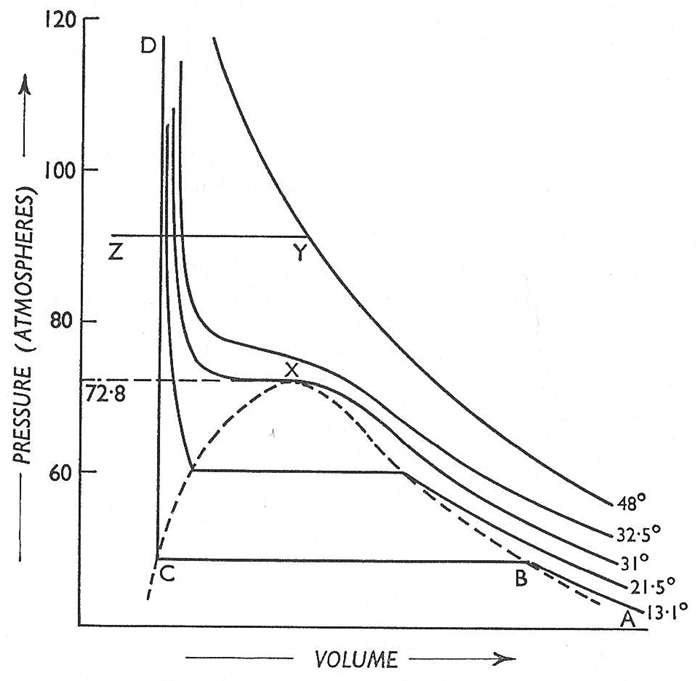 120
D
100
Z
Y
80
X
72·8
60
48°
32·5°
31°
21·5°
13·1°
C
B
A
PRESSURE (ATMOSPHERES)
VOLUME